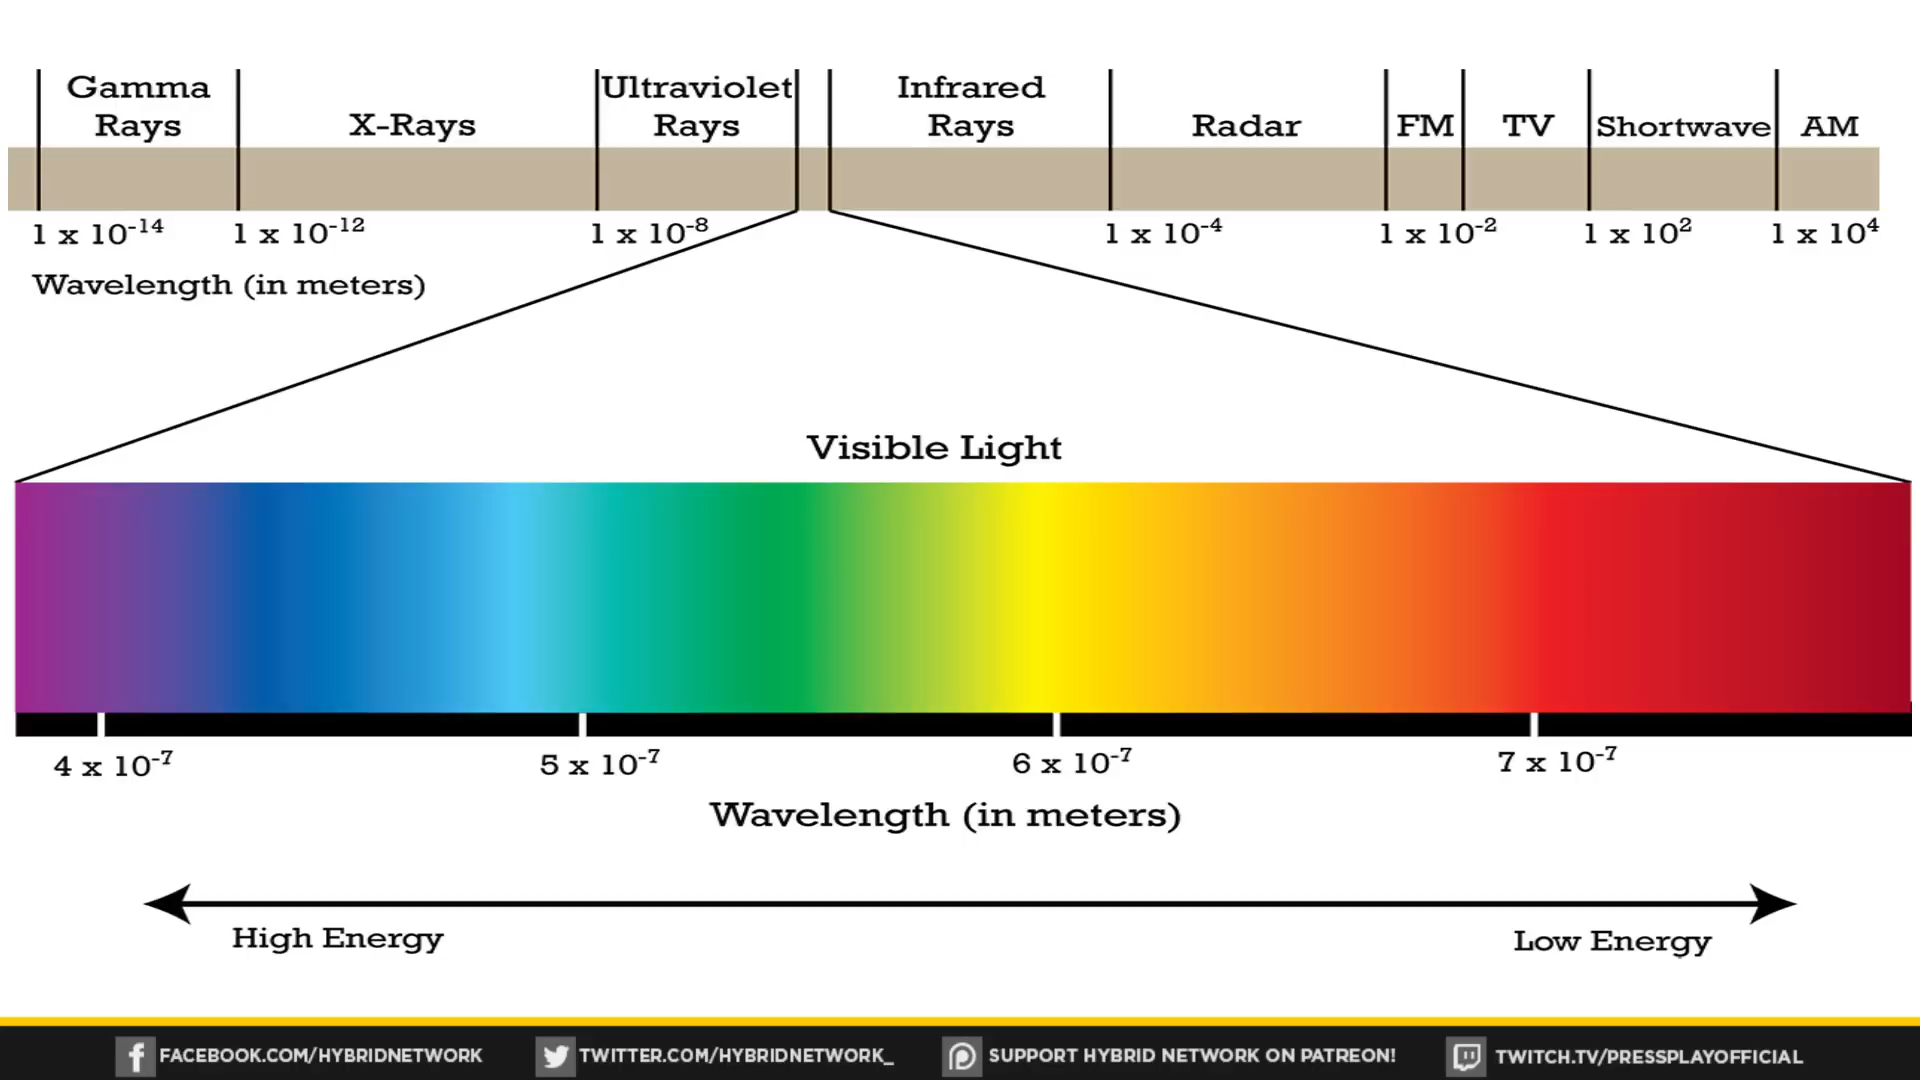 Gamma Rays
X-Rays
Ultraviolet Rays
Infrared Rays
Radar
FM
TV
Shortwave
AM
1 x 10⁻¹⁴
1 x 10⁻¹²
1 x 10⁻⁸
1 x 10⁻⁴
1 x 10⁻²
1 x 10²
1 x 10⁴
Wavelength (in meters)
Visible Light
4 x 10⁻⁷
5 x 10⁻⁷
6 x 10⁻⁷
7 x 10⁻⁷
Wavelength (in meters)
High Energy
Low Energy
FACEBOOK.COM/HYBRIDNETWORK
TWITTER.COM/HYBRIDNETWORK_
SUPPORT HYBRID NETWORK ON PATREON!
TWITCH.TV/PRESSPLAYOFFICIAL